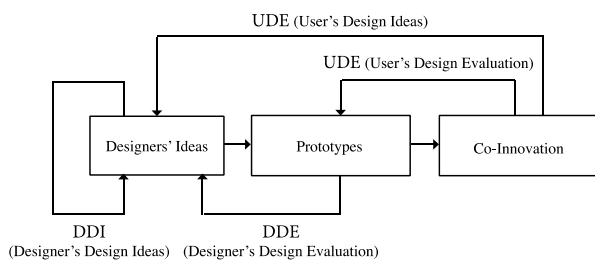 UDE (User's Design Ideas)
UDE (User's Design Evaluation)
Designers' Ideas
Prototypes
Co-Innovation
DDI
(Designer's Design Ideas)
DDE
(Designer's Design Evaluation)